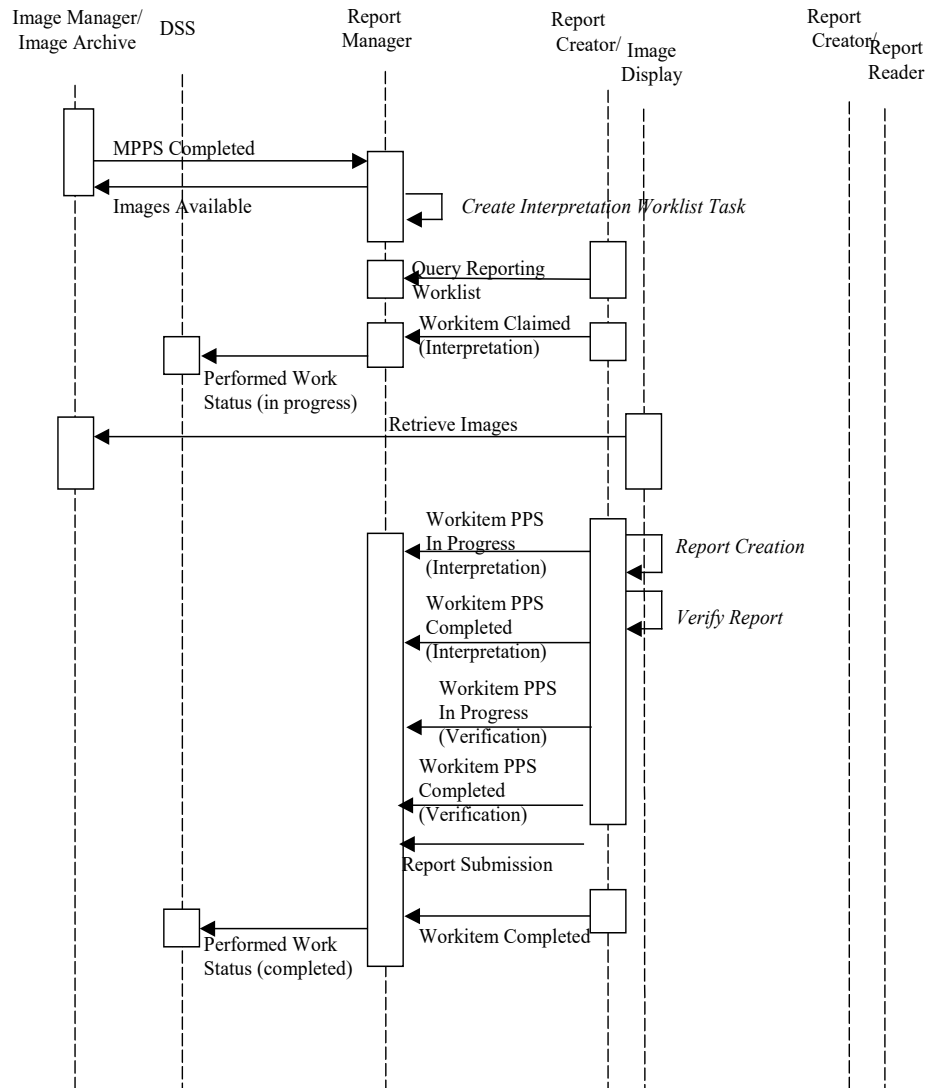 Image Manager/
Image Archive
DSS
Report
Manager
Report
Creator/
Image
Display
Report
Creator/
Report
Reader
MPPS Completed
Images Available
Create Interpretation Worklist Task
Query Reporting
Worklist
Workitem Claimed
(Interpretation)
Performed Work
Status (in progress)
Retrieve Images
Workitem PPS
In Progress
(Interpretation)
Report Creation
Workitem PPS
Completed
(Interpretation)
Verify Report
Workitem PPS
In Progress
(Verification)
Workitem PPS
Completed
(Verification)
Report Submission
Workitem Completed
Performed Work
Status (completed)